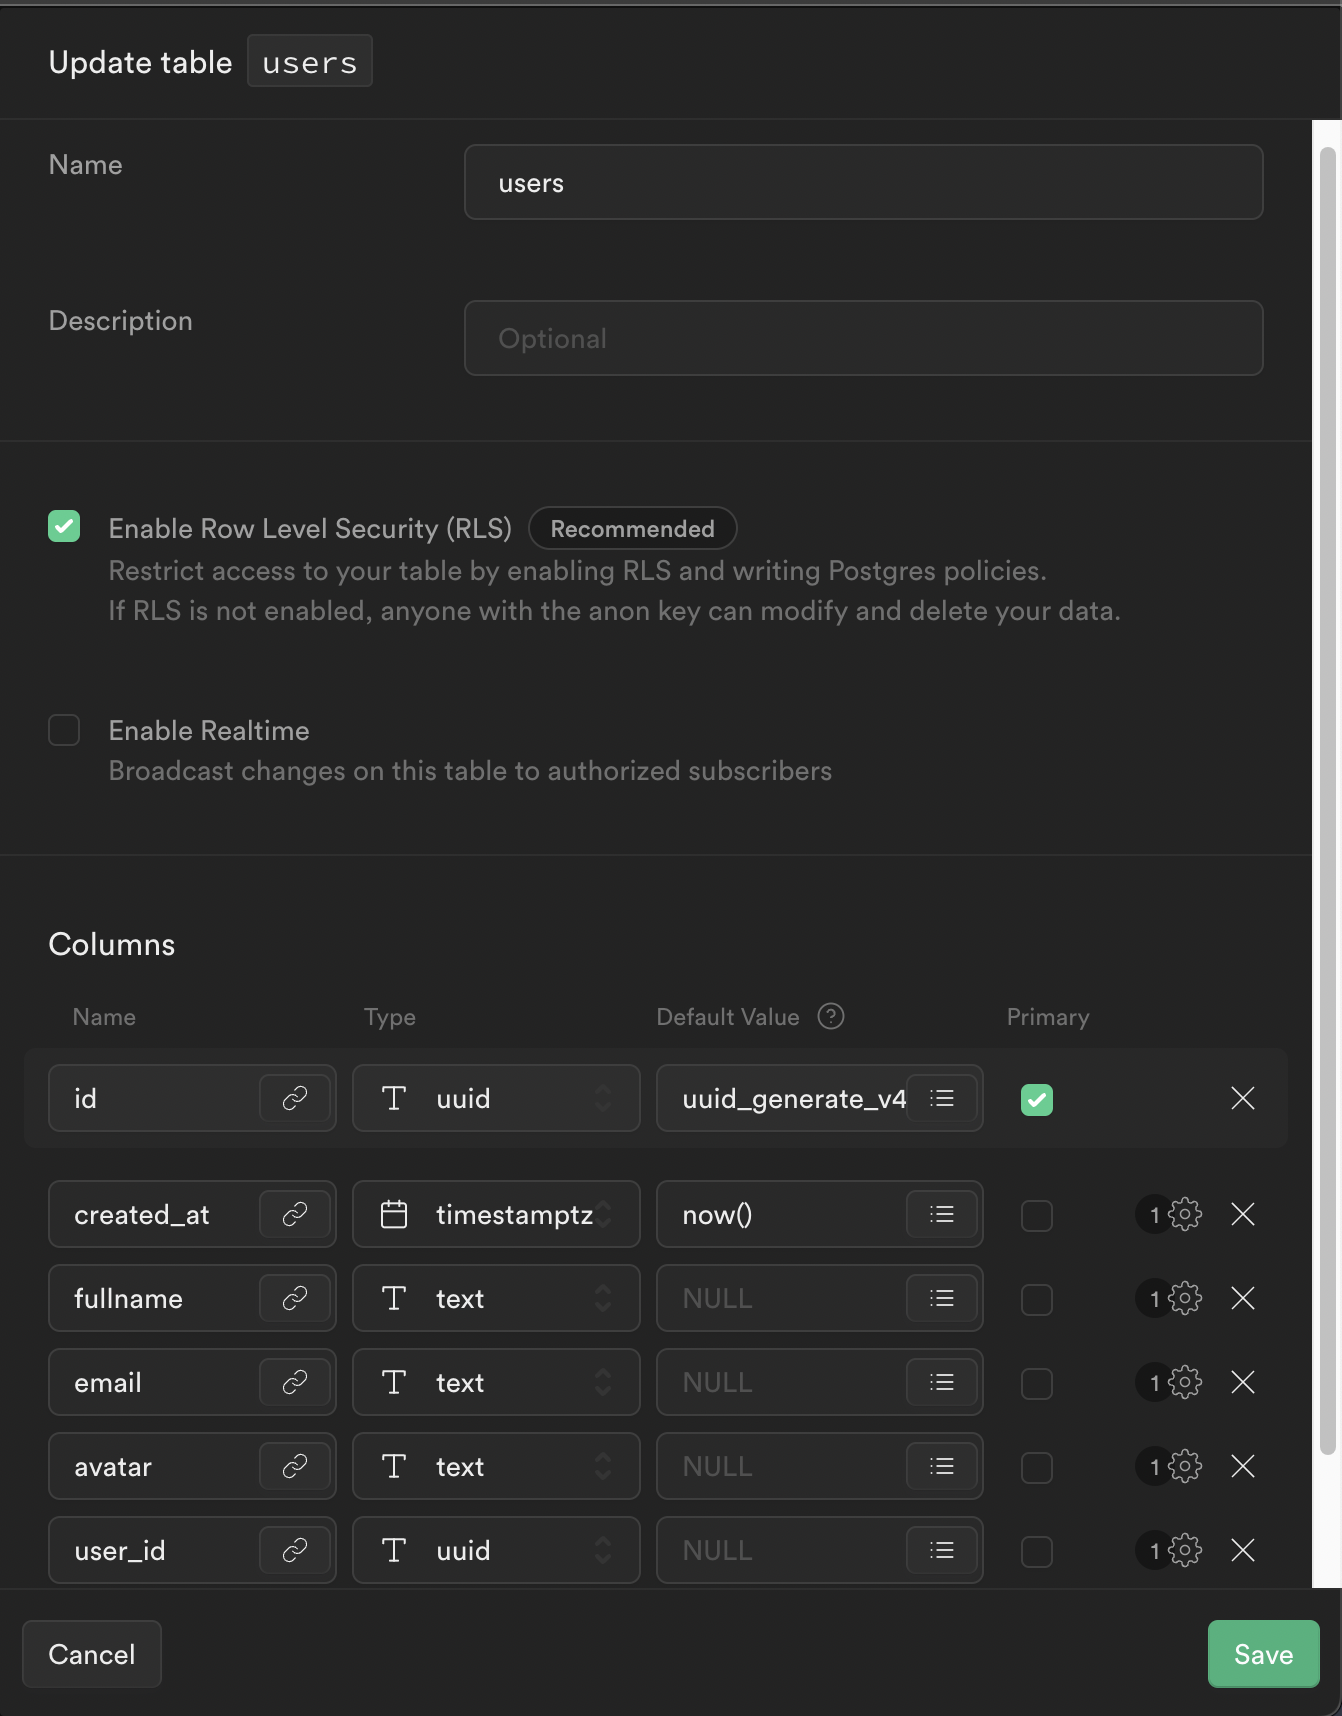 Update table users
Name
users
Description
Optional
Enable Row Level Security (RLS) Recommended
Restrict access to your table by enabling RLS and writing Postgres policies.
If RLS is not enabled, anyone with the anon key can modify and delete your data.
Enable Realtime
Broadcast changes on this table to authorized subscribers
Columns
Name Type Default Value ? Primary
id T uuid uuid_generate_v4
created_at timestamptz now() 1
fullname T text NULL 1
email T text NULL 1
avatar T text NULL 1
user_id T uuid NULL 1
Cancel Save